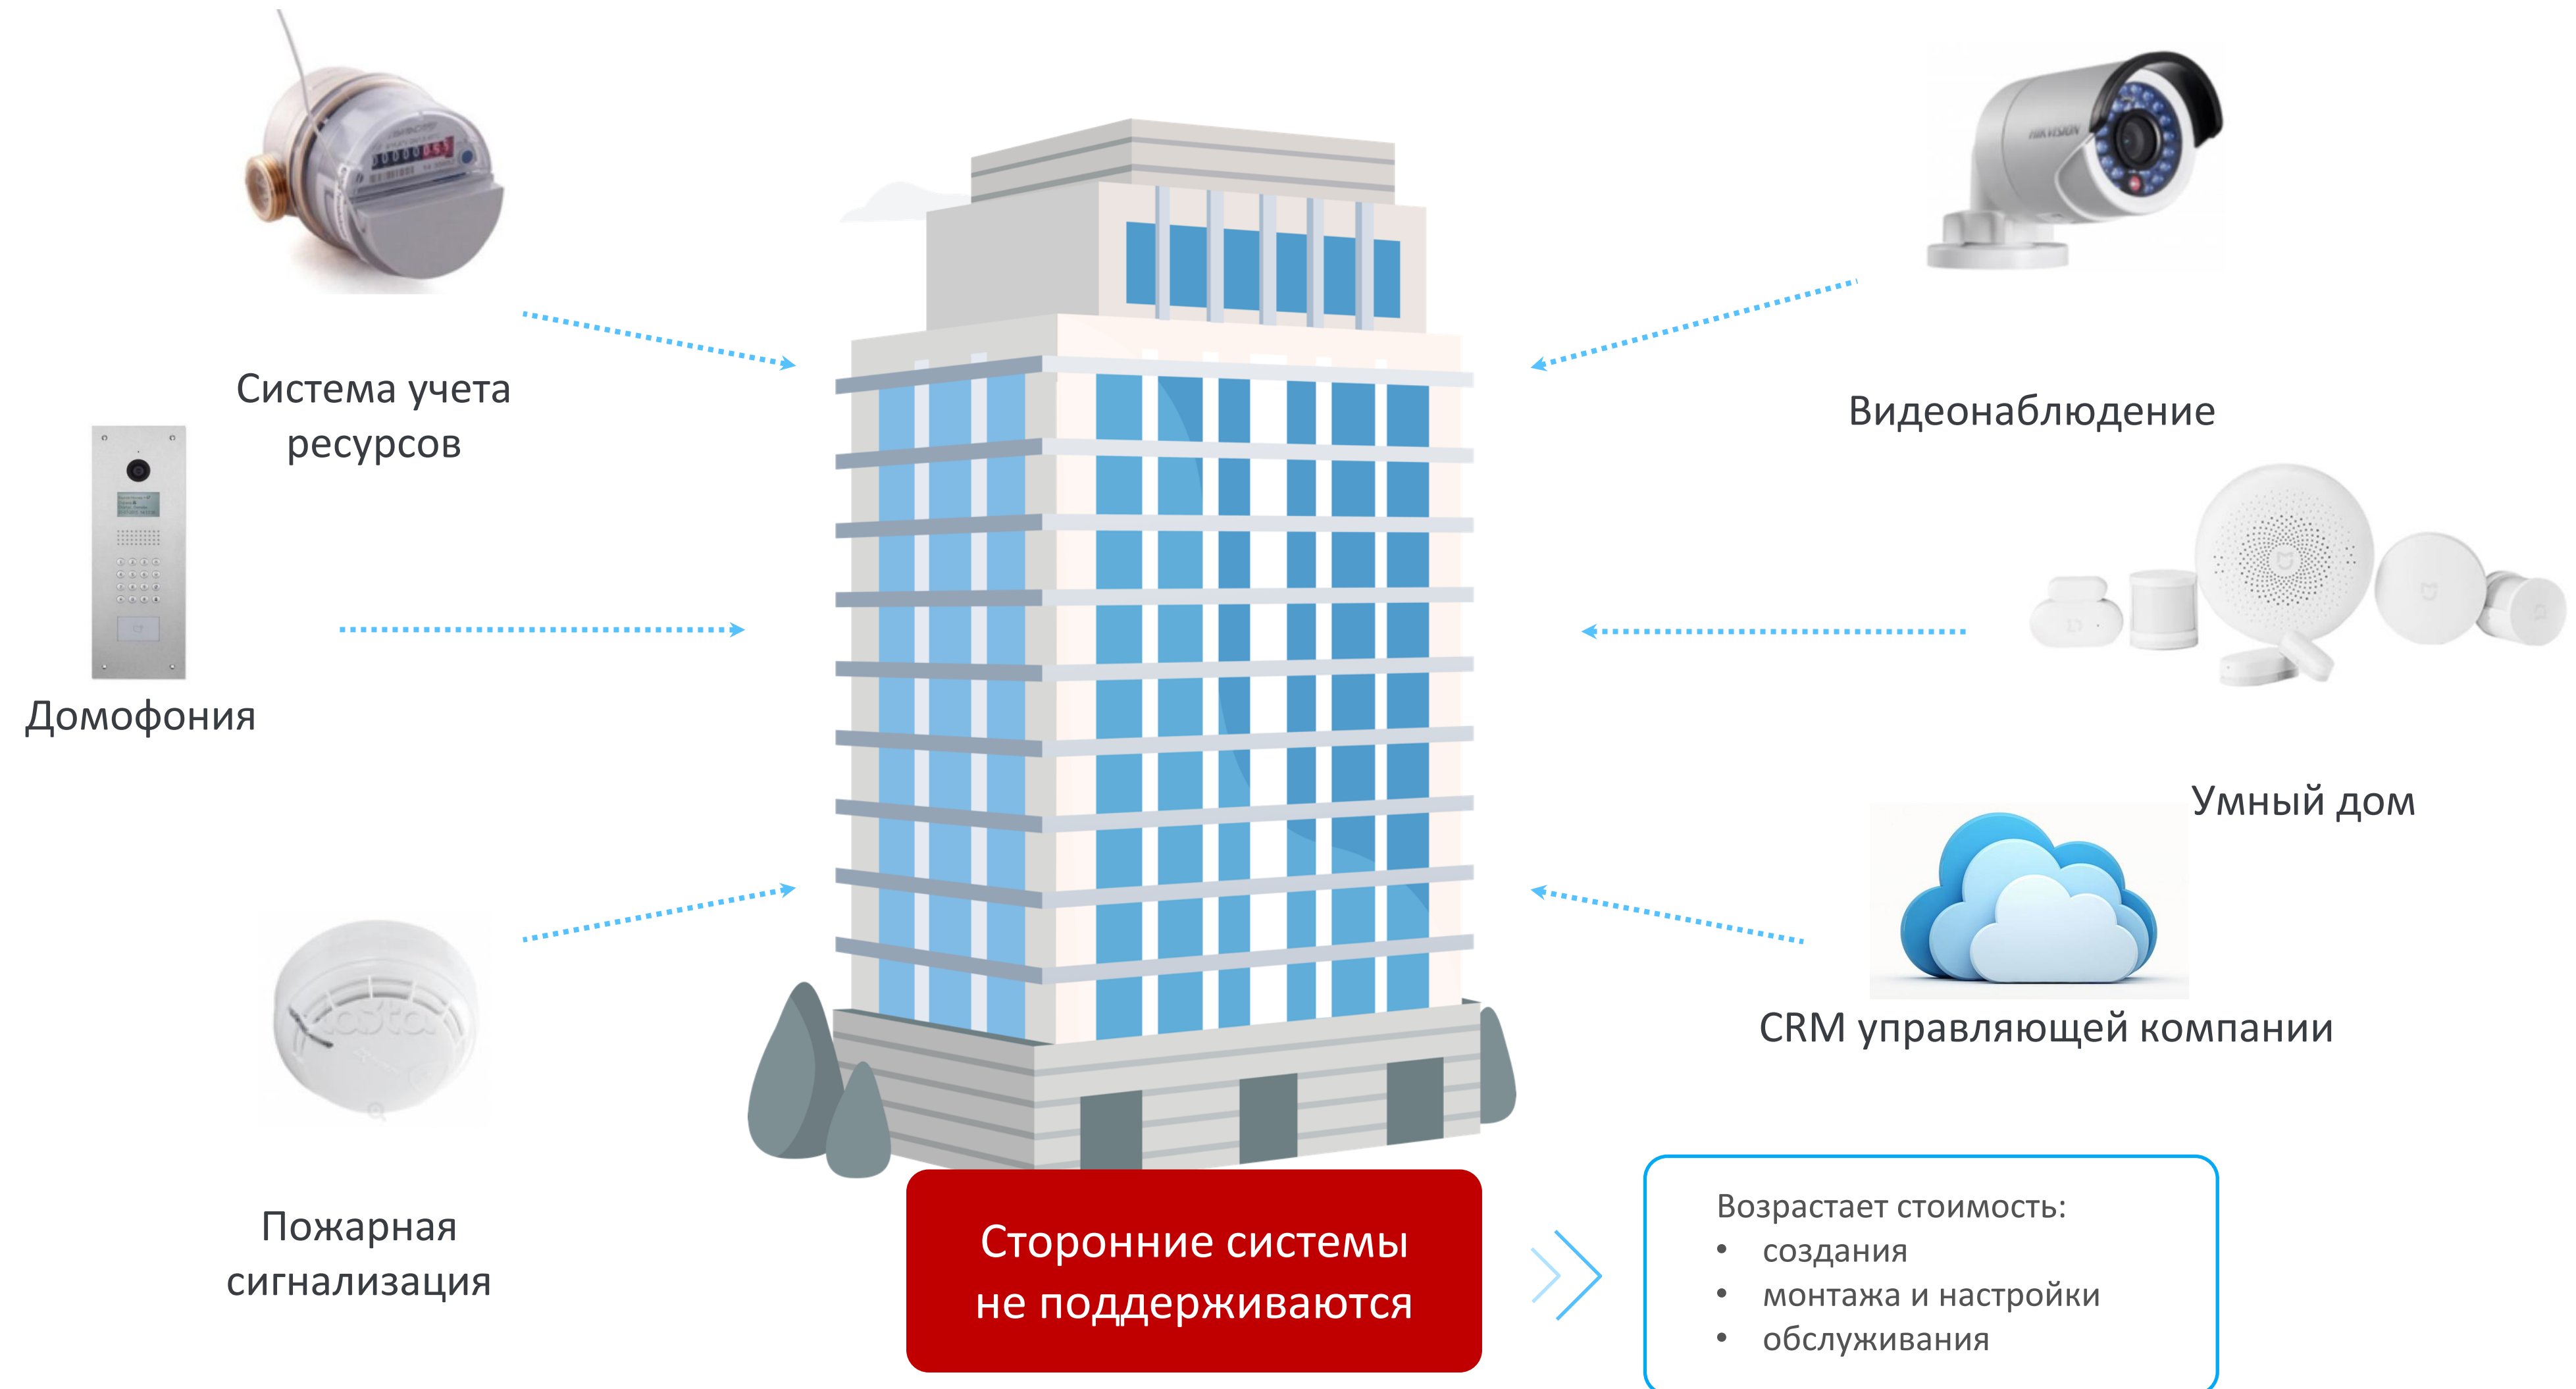 Система учета
ресурсов
Домофония
Пожарная
сигнализация
HIKVISION
Видеонаблюдение
Умный дом
CRM управляющей компании
Сторонние системы
не поддерживаются
Возрастает стоимость:
• создания
• монтажа и настройки
• обслуживания